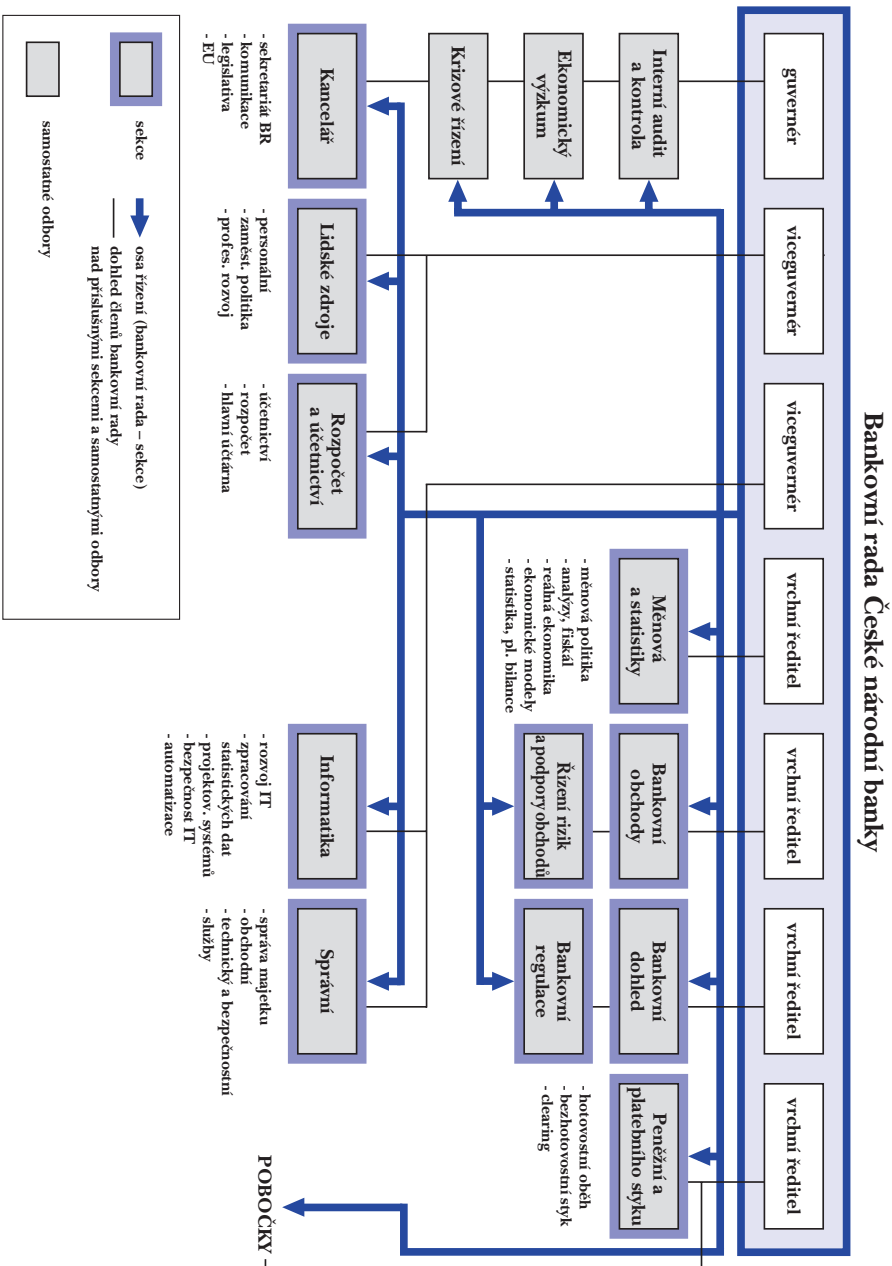 Bankovní rada České národní banky
guvernér
viceguvernér
viceguvernér
vrchní ředitel
vrchní ředitel
vrchní ředitel
vrchní ředitel
Interní audit
a kontrola
Ekonomický
výzkum
Krizové řízení
Měnová
a statistiky
- měnová politika
- analýzy, fiskál
- reálná ekonomika
- ekonomické modely
- statistika, pl. bilance
Bankovní
obchody
Řízení rizik
a podpory obchodů
Bankovní
dohled
Bankovní
regulace
Peněžní a
platebního styku
- hotovostní oběh
- bezhotovostní styk
- clearing
Kancelář
- sekretariát BR
- komunikace
- legislativa
- EU
Lidské zdroje
- personální
- zaměst. politika
- profes. rozvoj
Rozpočet
a účetnictví
- účetnictví
- rozpočet
- hlavní účtárna
Informatika
- rozvoj IT
- zpracování
statistických dat
- projektov. systémů
- bezpečnost IT
- automatizace
Správní
- správa majetku
- obchodní
- technický a bezpečnostní
- služby
POBOČKY –
sekce
osa řízení (bankovní rada – sekce)
dohled členů bankovní rady
nad příslušnými sekcemi a samostatnými odbory
samostatné odbory